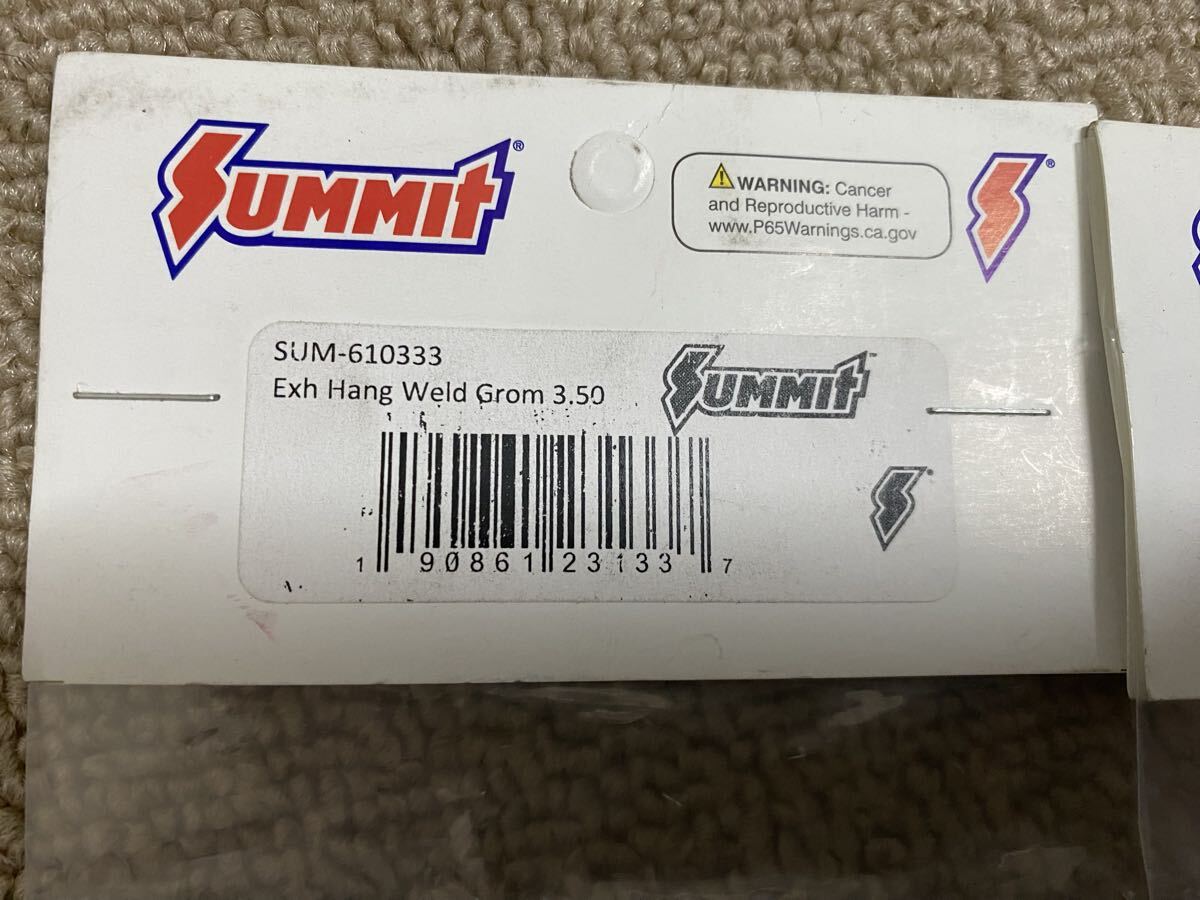 SUMMIT®
⚠ WARNING: Cancer
and Reproductive Harm -
www.P65Warnings.ca.gov
S®
SUM-610333
Exh Hang Weld Grom 3.50
SUMMIT™
S
1 90861 23133 7